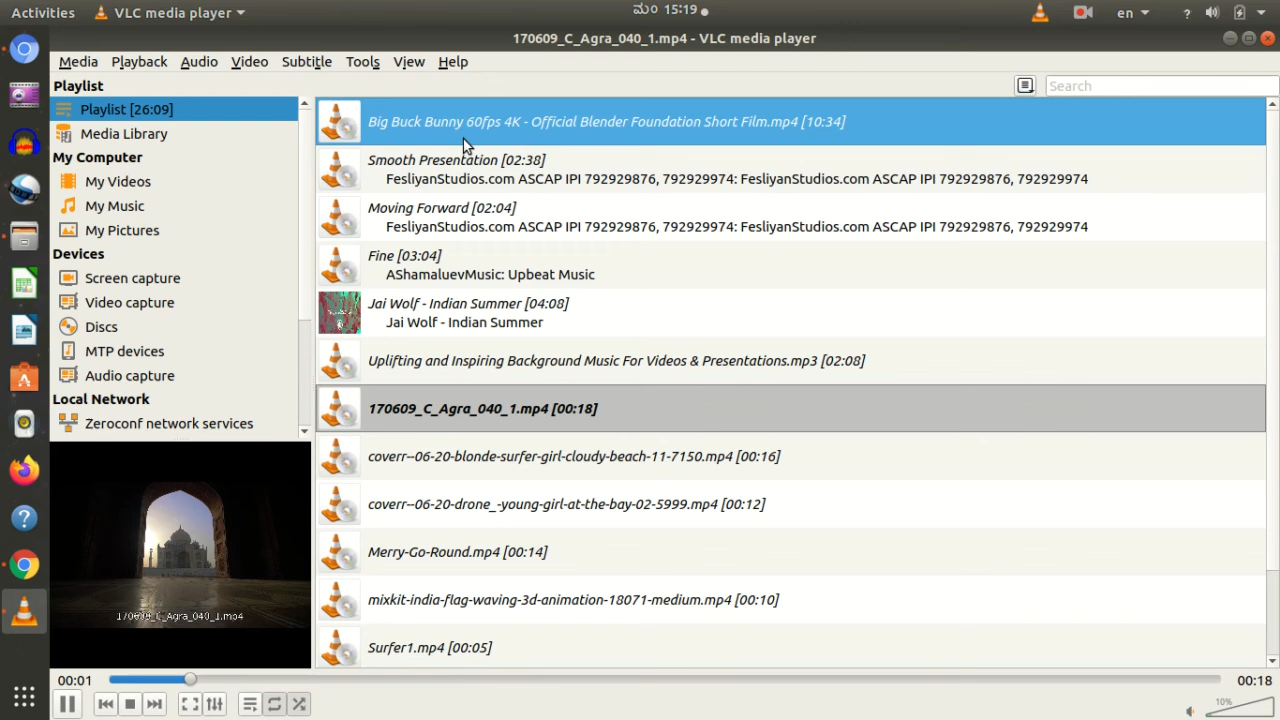 Activities
VLC media player
ಮಂ 15:19
en
?
170609_C_Agra_040_1.mp4 - VLC media player
Media Playback Audio Video Subtitle Tools View Help
Playlist
Search
Playlist [26:09]
Media Library
My Computer
My Videos
My Music
My Pictures
Devices
Screen capture
Video capture
Discs
MTP devices
Audio capture
Local Network
Zeroconf network services
Big Buck Bunny 60fps 4K - Official Blender Foundation Short Film.mp4 [10:34]
Smooth Presentation [02:38]
FesliyanStudios.com ASCAP IPI 792929876, 792929974: FesliyanStudios.com ASCAP IPI 792929876, 792929974
Moving Forward [02:04]
FesliyanStudios.com ASCAP IPI 792929876, 792929974: FesliyanStudios.com ASCAP IPI 792929876, 792929974
Fine [03:04]
AShamaluevMusic: Upbeat Music
Jai Wolf - Indian Summer [04:08]
Jai Wolf - Indian Summer
Uplifting and Inspiring Background Music For Videos & Presentations.mp3 [02:08]
170609_C_Agra_040_1.mp4 [00:18]
coverr--06-20-blonde-surfer-girl-cloudy-beach-11-7150.mp4 [00:16]
coverr--06-20-drone_-young-girl-at-the-bay-02-5999.mp4 [00:12]
Merry-Go-Round.mp4 [00:14]
mixkit-india-flag-waving-3d-animation-18071-medium.mp4 [00:10]
Surfer1.mp4 [00:05]
170609_C_Agra_040_1.mp4
00:01
00:18
10%